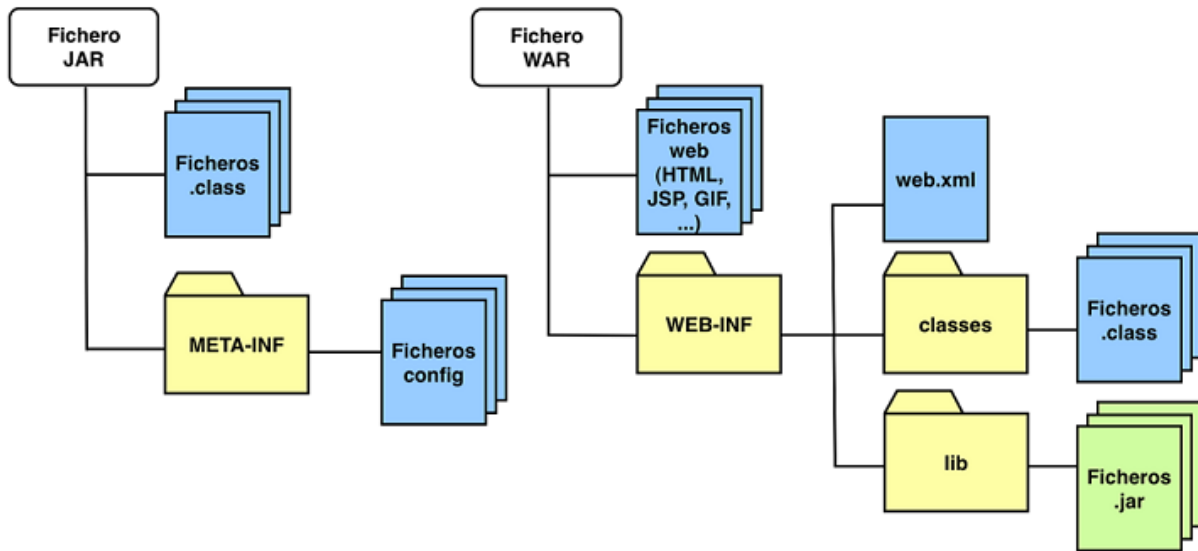 Fichero
JAR
Ficheros
.class
META-INF
Ficheros
config
Fichero
WAR
Ficheros
web
(HTML,
JSP, GIF,
...)
WEB-INF
web.xml
classes
Ficheros
.class
lib
Ficheros
.jar